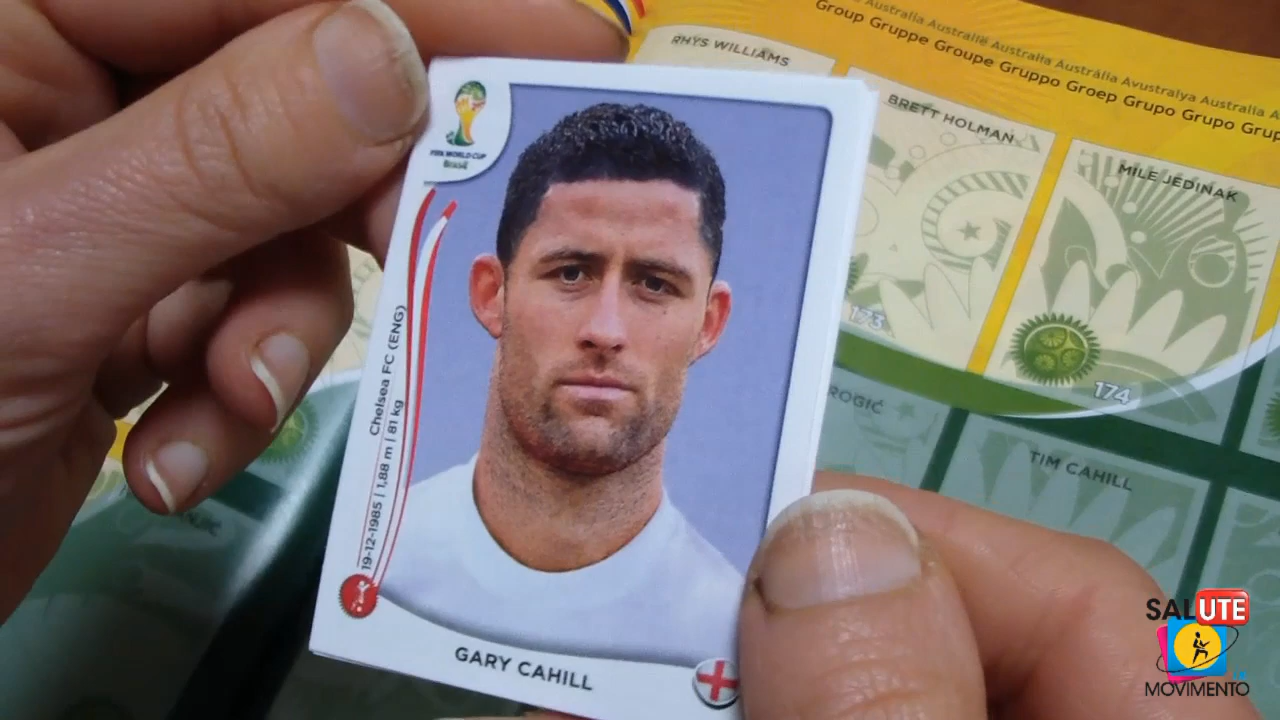 Australia Australië Australia Austrália Avustralya Australia
Group Gruppe Groupe Gruppo Groep Grupo Grupo
RHYS WILLIAMS
BRETT HOLMAN
MILE JEDINAK
173
174
ROGIĆ
TIM CAHILL
FIFA WORLD CUP
Brasil
Chelsea FC (ENG)
19-12-1985 | 1,88 m | 81 kg
GARY CAHILL
SALUTE
MOVIMENTO